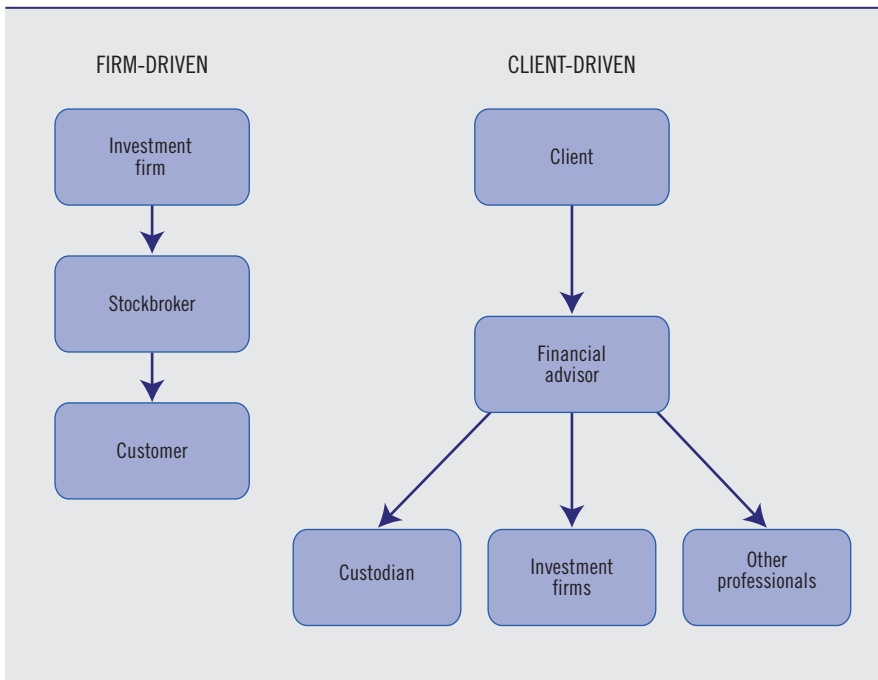 FIRM-DRIVEN
Investment
firm
Stockbroker
Customer
CLIENT-DRIVEN
Client
Financial
advisor
Custodian
Investment
firms
Other
professionals